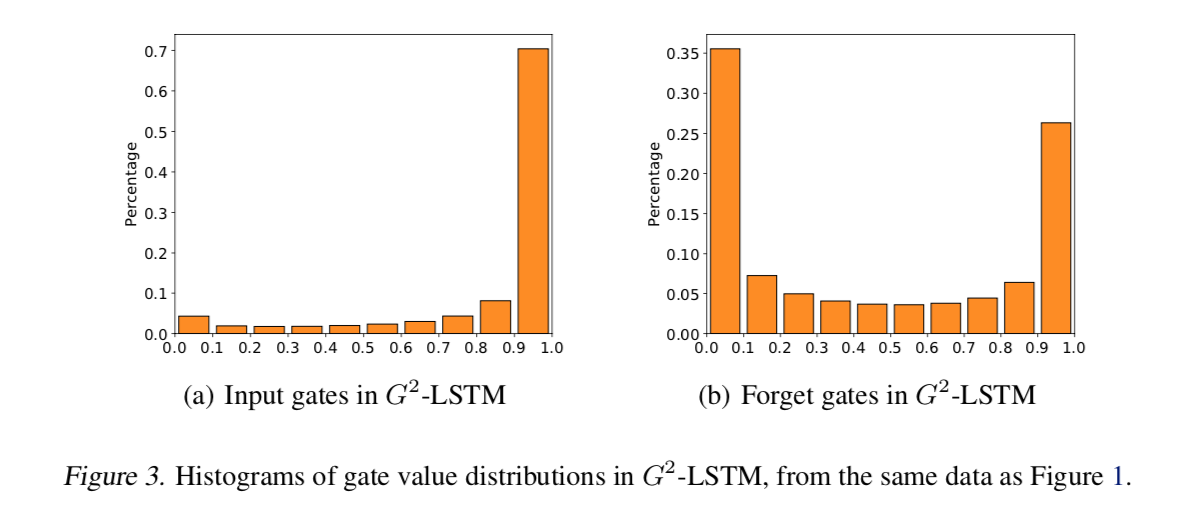 0.7
0.6
0.5
0.4
0.3
0.2
0.1
0.0
Percentage
0.0 0.1 0.2 0.3 0.4 0.5 0.6 0.7 0.8 0.9 1.0
(a) Input gates in G²-LSTM
0.35
0.30
0.25
0.20
0.15
0.10
0.05
0.00
Percentage
0.0 0.1 0.2 0.3 0.4 0.5 0.6 0.7 0.8 0.9 1.0
(b) Forget gates in G²-LSTM
Figure 3. Histograms of gate value distributions in G²-LSTM, from the same data as Figure 1.